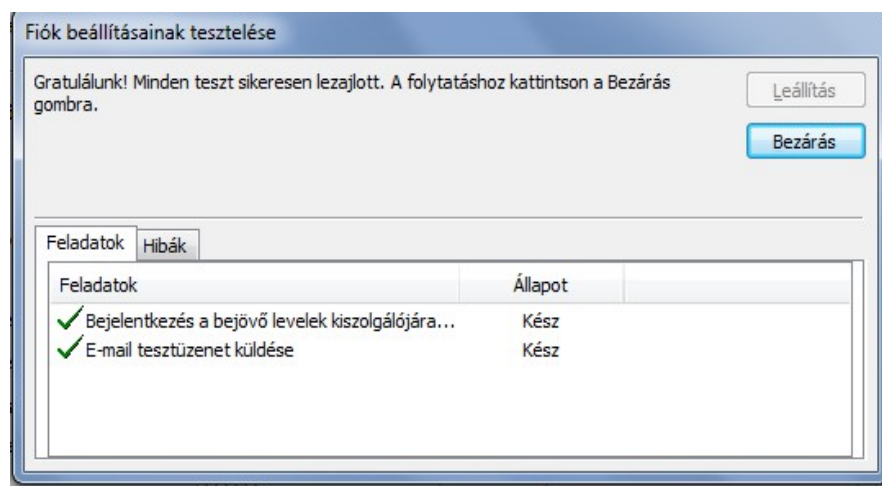 Fiók beállításainak tesztelése
Gratulálunk! Minden teszt sikeresen lezajlott. A folytatáshoz kattintson a Bezárás
gombra.
Leállítás
Bezárás
Feladatok Hibák
Feladatok Állapot
Bejelentkezés a bejövő levelek kiszolgálójára... Kész
E-mail tesztüzenet küldése Kész